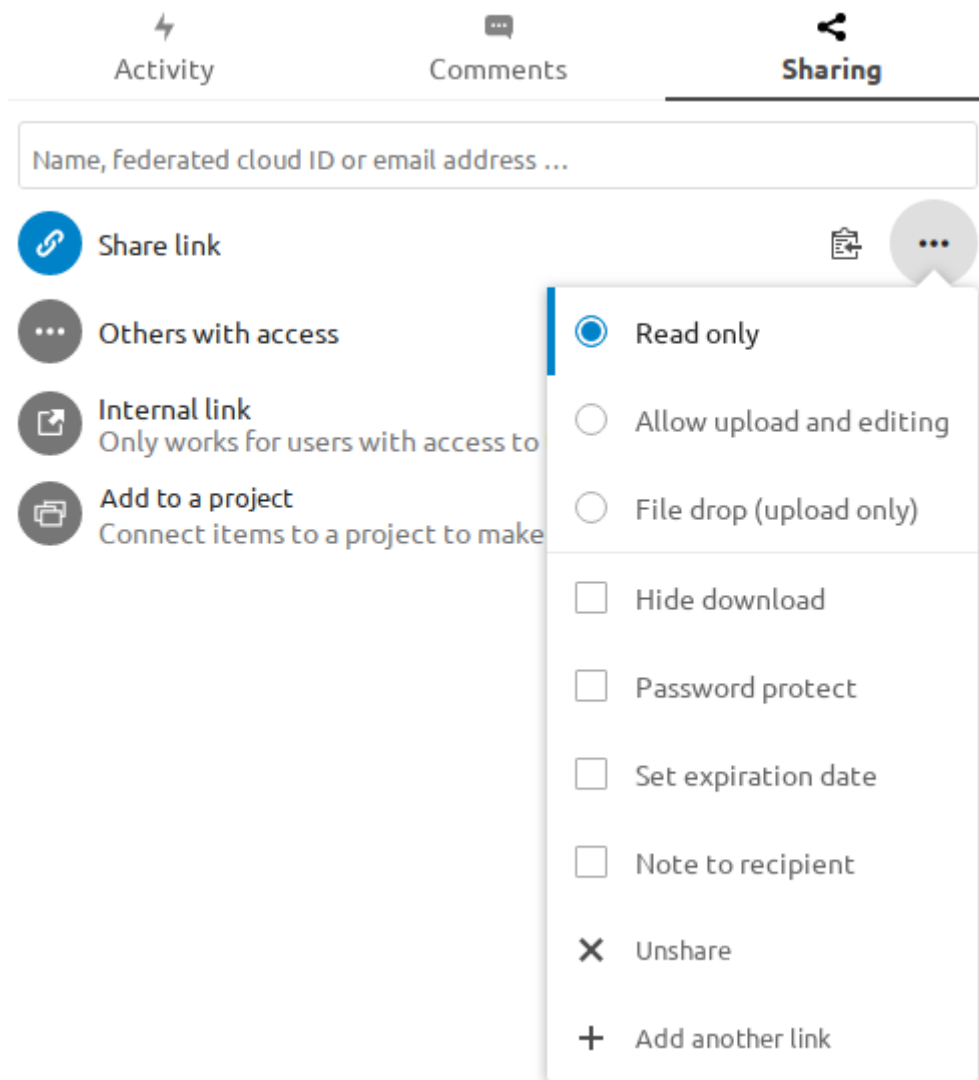 Activity
Comments
Sharing
Name, federated cloud ID or email address …
Share link
Others with access
Internal link
Only works for users with access to
Add to a project
Connect items to a project to make
Read only
Allow upload and editing
File drop (upload only)
Hide download
Password protect
Set expiration date
Note to recipient
Unshare
Add another link